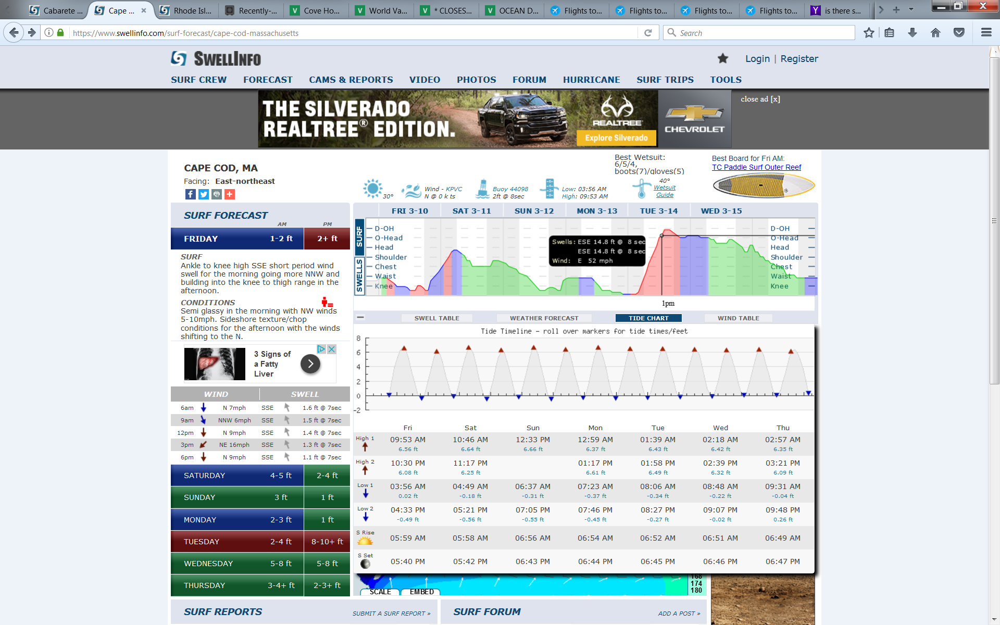 Cabarete ...
Cape ...
Rhode Isl...
Recently-...
Cove Ho...
World Va...
* CLOSES...
OCEAN D...
Flights to...
Flights to...
Flights to...
Flights to...
is there s...
https://www.swellinfo.com/surf-forecast/cape-cod-massachusetts
Search
SWELLINFO
Login | Register
SURF CREW FORECAST CAMS & REPORTS VIDEO PHOTOS FORUM HURRICANE SURF TRIPS TOOLS
THE SILVERADO
REALTREE® EDITION.
REALTREE
Explore Silverado
CHEVROLET
close ad [x]
CAPE COD, MA
Facing: East-northeast
30°
Wind - KPVC
N @ 0 k ts
Buoy 44098
2ft @ 8sec
Low: 03:56 AM
High: 09:53 AM
Best Wetsuit:
6/5/4,
boots(7)/gloves(5)
40°
Wetsuit
Guide
Best Board for Fri AM:
TC Paddle Surf Outer Reef
SURF FORECAST
AM PM
FRIDAY 1-2 ft 2+ ft
SURF
Ankle to knee high SSE short period wind
swell for the morning going more NNW and
building into the knee to thigh range in the
afternoon.
CONDITIONS
Semi glassy in the morning with NW winds
5-10mph. Sideshore texture/chop
conditions for the afternoon with the winds
shifting to the N.
3 Signs of
a Fatty
Liver
WIND SWELL
6am N 7mph SSE 1.6 ft @ 7sec
9am NNW 6mph SSE 1.5 ft @ 7sec
12pm N 9mph SSE 1.4 ft @ 7sec
3pm NE 16mph SSE 1.3 ft @ 7sec
6pm N 9mph SSE 1.1 ft @ 7sec
SATURDAY 4-5 ft 2-4 ft
SUNDAY 3 ft 1 ft
MONDAY 2-3 ft 1 ft
TUESDAY 2-4 ft 8-10+ ft
WEDNESDAY 5-8 ft 5-8 ft
THURSDAY 3-4+ ft 2-3+ ft
FRI 3-10 SAT 3-11 SUN 3-12 MON 3-13 TUE 3-14 WED 3-15
SURF
SWELLS
D-OH D-OH
O-Head O-Head
Head Head
Shoulder Shoulder
Chest Chest
Waist Waist
Knee Knee
Swells: ESE 14.8 ft @ 8 sec
ESE 14.8 ft @ 8 sec
Wind: E 52 mph
1pm
SWELL TABLE WEATHER FORECAST TIDE CHART WIND TABLE
Tide Timeline - roll over markers for tide times/feet
8
6
4
2
0
-2
Fri Sat Sun Mon Tue Wed Thu
High 1 09:53 AM 10:46 AM 12:33 PM 12:59 AM 01:39 AM 02:18 AM 02:57 AM
6.56 ft 6.64 ft 6.66 ft 6.37 ft 6.43 ft 6.42 ft 6.35 ft
High 2 10:30 PM 11:17 PM 01:17 PM 01:58 PM 02:39 PM 03:21 PM
6.08 ft 6.25 ft 6.61 ft 6.49 ft 6.32 ft 6.09 ft
Low 1 03:56 AM 04:49 AM 06:37 AM 07:23 AM 08:06 AM 08:48 AM 09:31 AM
0.02 ft -0.18 ft -0.31 ft -0.37 ft -0.34 ft -0.22 ft -0.04 ft
Low 2 04:33 PM 05:21 PM 07:05 PM 07:46 PM 08:27 PM 09:07 PM 09:48 PM
-0.49 ft -0.56 ft -0.55 ft -0.45 ft -0.27 ft -0.02 ft 0.26 ft
S Rise 05:59 AM 05:58 AM 06:56 AM 06:54 AM 06:52 AM 06:51 AM 06:49 AM
S Set 05:40 PM 05:42 PM 06:43 PM 06:44 PM 06:45 PM 06:46 PM 06:47 PM
168
174
180
SCALE EMBED
SURF REPORTS SUBMIT A SURF REPORT »
SURF FORUM ADD A POST »